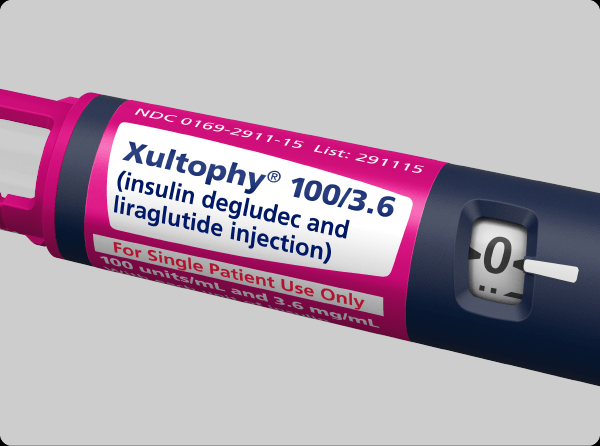 NDC 0169-2911-15 List: 291115
Xultophy® 100/3.6
(insulin degludec and
liraglutide injection)
For Single Patient Use Only
100 units/mL and 3.6 mg/mL
0